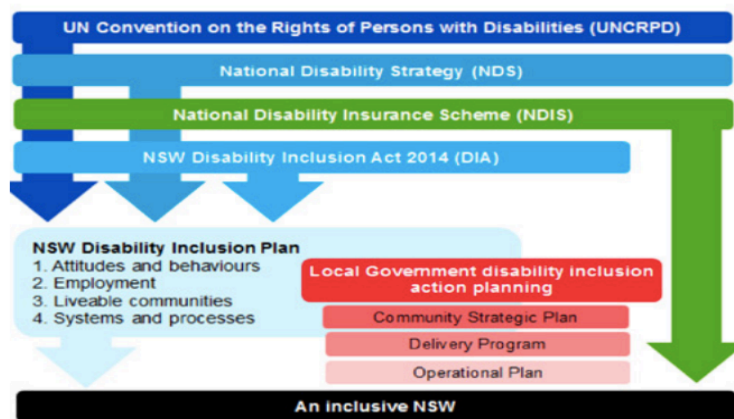 UN Convention on the Rights of Persons with Disabilities (UNCRPD)
National Disability Strategy (NDS)
National Disability Insurance Scheme (NDIS)
NSW Disability Inclusion Act 2014 (DIA)
NSW Disability Inclusion Plan
1. Attitudes and behaviours
2. Employment
3. Liveable communities
4. Systems and processes
Local Government disability inclusion
action planning
Community Strategic Plan
Delivery Program
Operational Plan
An inclusive NSW